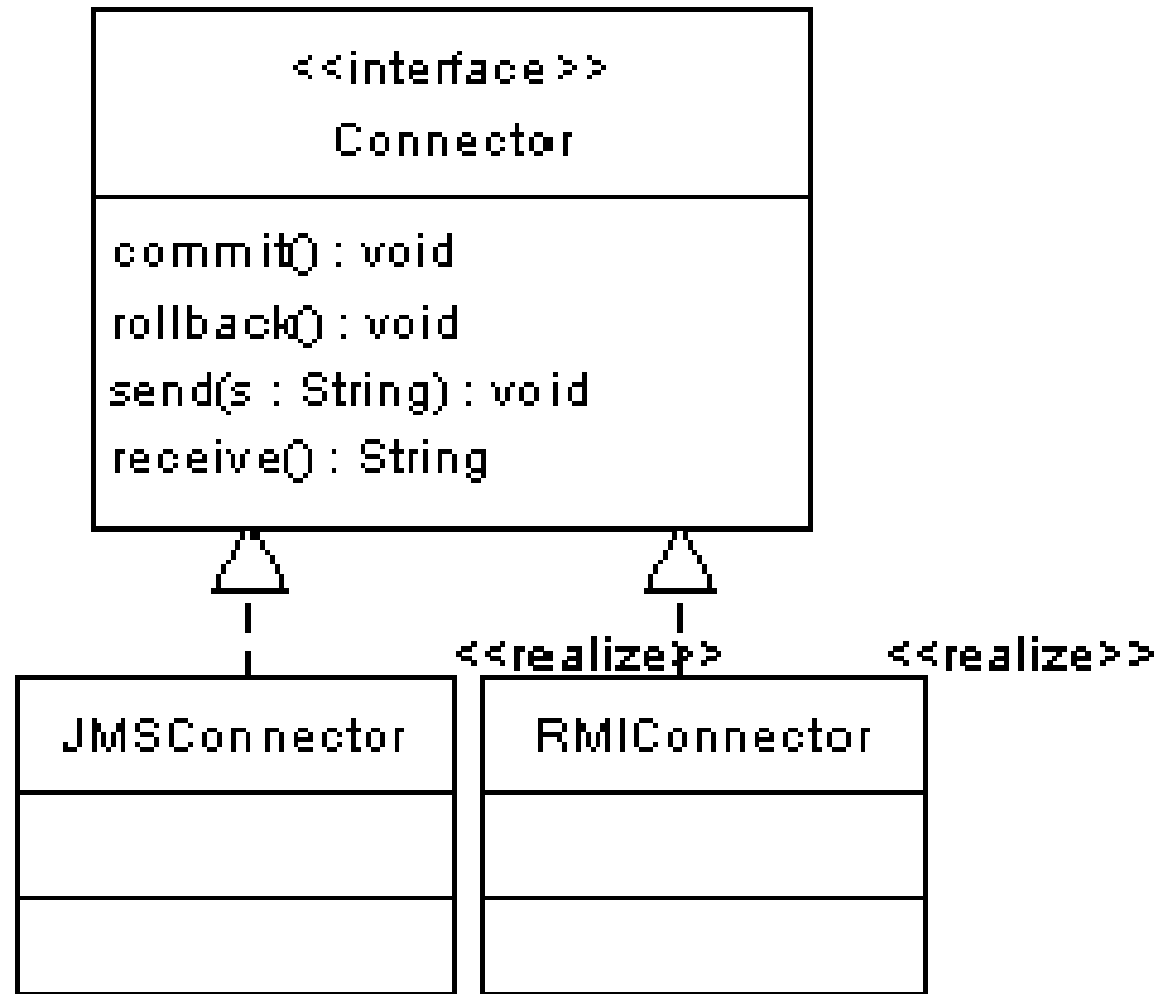 <<interface>>
Connector
commit() : void
rollback() : void
send(s : String) : void
receive() : String
<<realize>> <<realize>>
JMSConnector RMIConnector